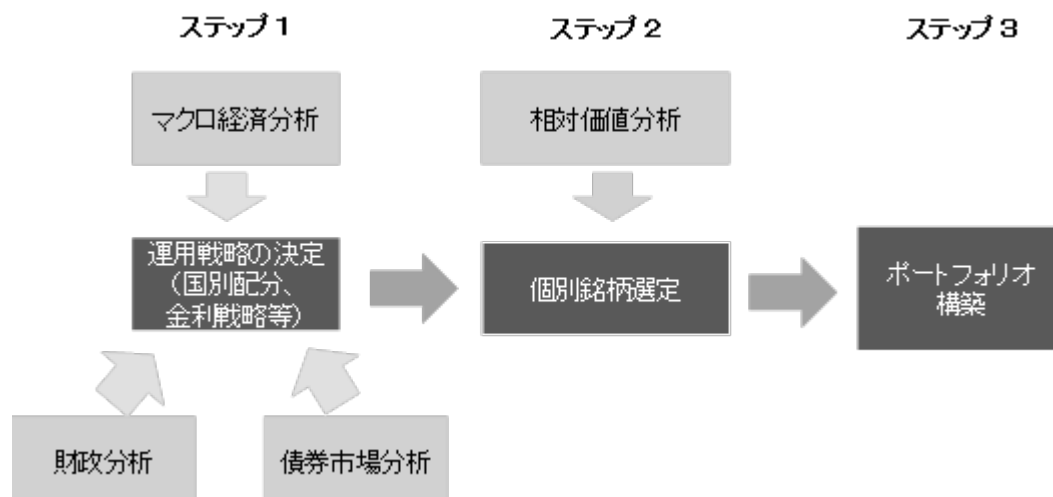 ステップ 1
ステップ 2
ステップ 3
マクロ経済分析
相対価値分析
運用戦略の決定
（国別配分、
金利戦略等）
個別銘柄選定
ポートフォリオ
構築
財政分析
債券市場分析